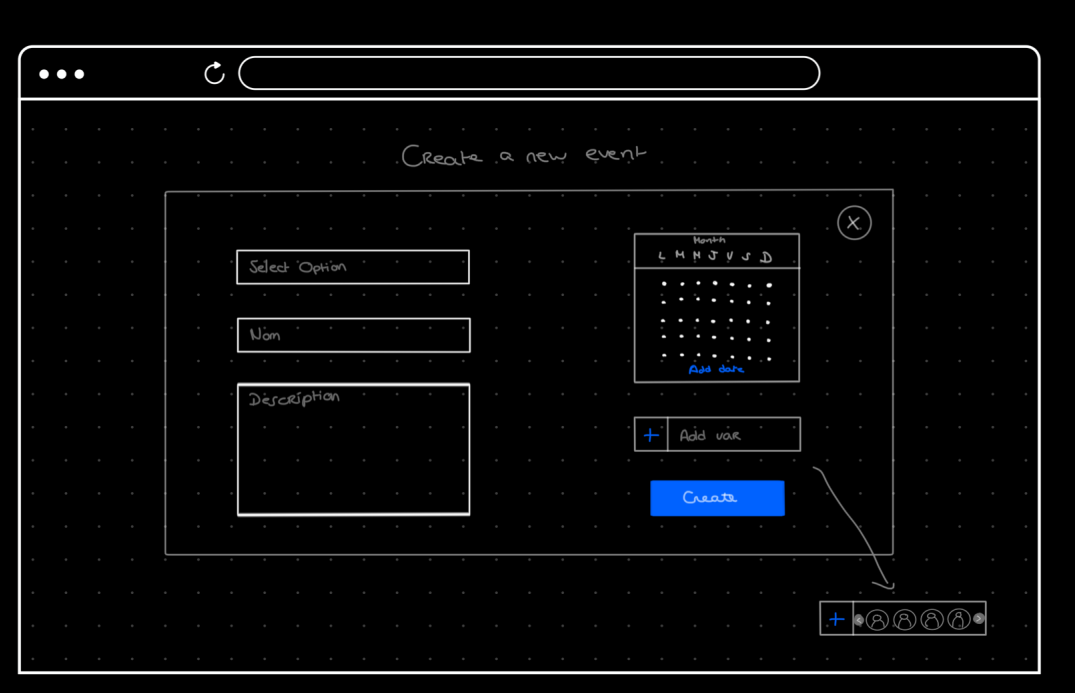 Create a new event
Select Option
Nom
Description
Month
L M M J V S D
Add date
+ Add var
Create